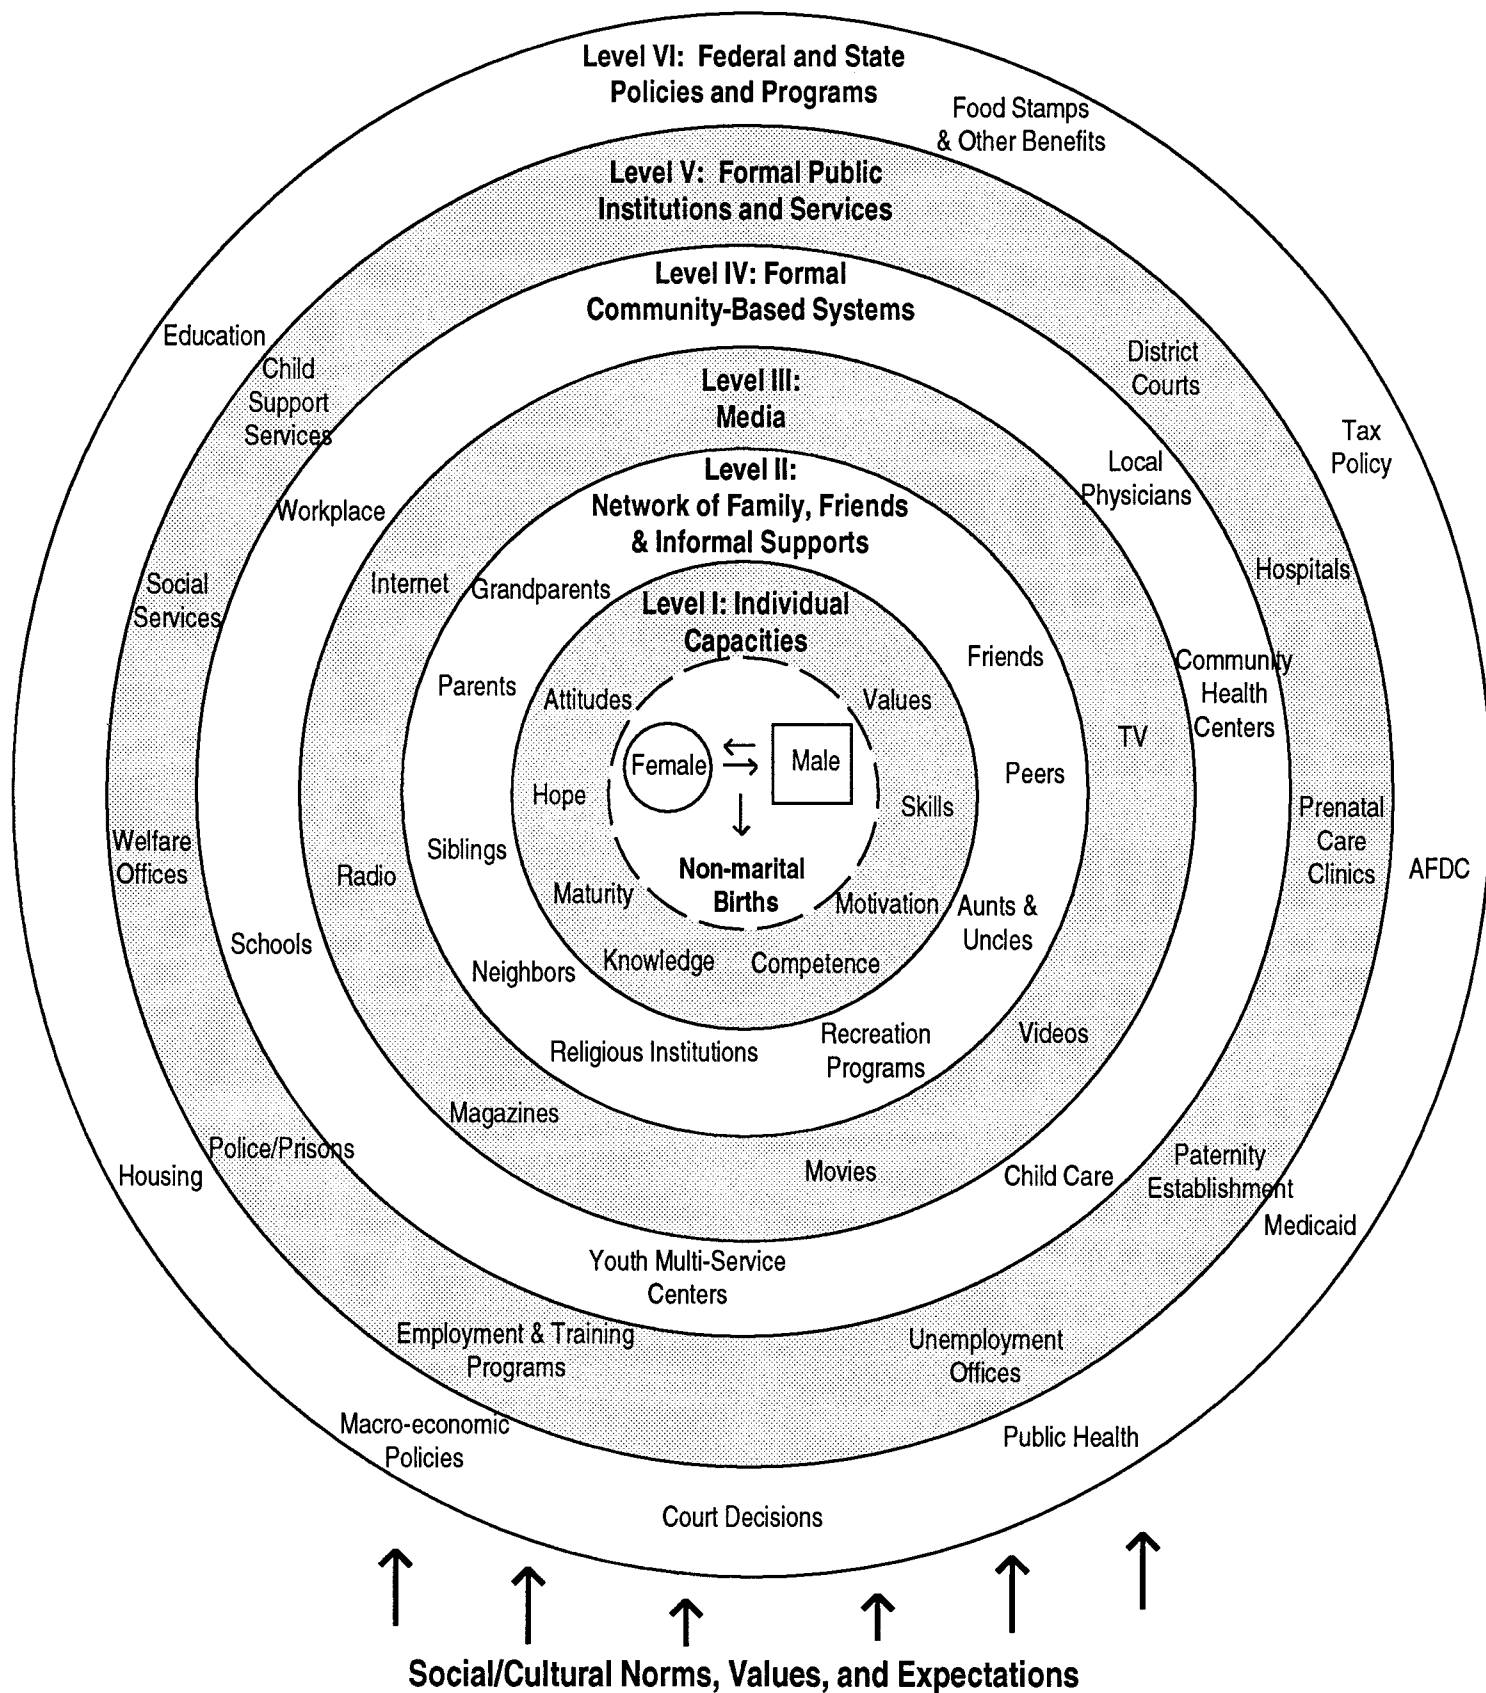 Level VI: Federal and State
Policies and Programs
Food Stamps
& Other Benefits
Level V: Formal Public
Institutions and Services
Level IV: Formal
Community-Based Systems
Education
Child
Support
Services
District
Courts
Level III:
Media
Tax
Policy
Level II:
Network of Family, Friends
& Informal Supports
Local
Physicians
Workplace
Hospitals
Internet
Grandparents
Social
Services
Level I: Individual
Capacities
Friends
Community
Health
Centers
Parents
Attitudes
Values
TV
Female
Male
Peers
Hope
Skills
Prenatal
Care
Clinics
Welfare
Offices
Siblings
Radio
AFDC
Non-marital
Births
Maturity
Motivation
Aunts &
Uncles
Schools
Neighbors
Knowledge
Competence
Religious Institutions
Recreation
Programs
Videos
Magazines
Police/Prisons
Housing
Movies
Child Care
Paternity
Establishment
Medicaid
Youth Multi-Service
Centers
Employment & Training
Programs
Unemployment
Offices
Macro-economic
Policies
Public Health
Court Decisions
Social/Cultural Norms, Values, and Expectations